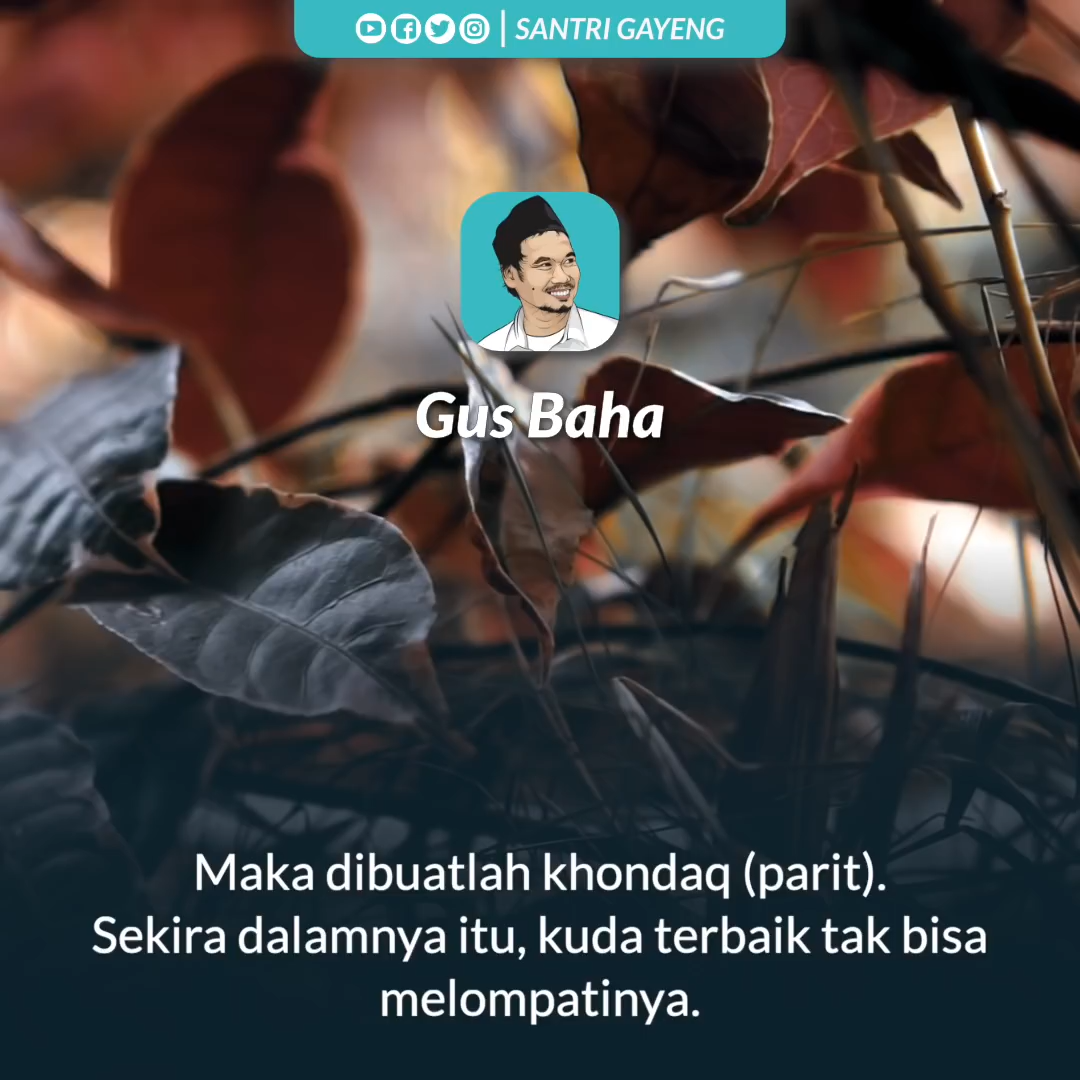 | SANTRI GAYENG
Gus Baha
Maka dibuatlah khondaq (parit).
Sekira dalamnya itu, kuda terbaik tak bisa
melompatinya.